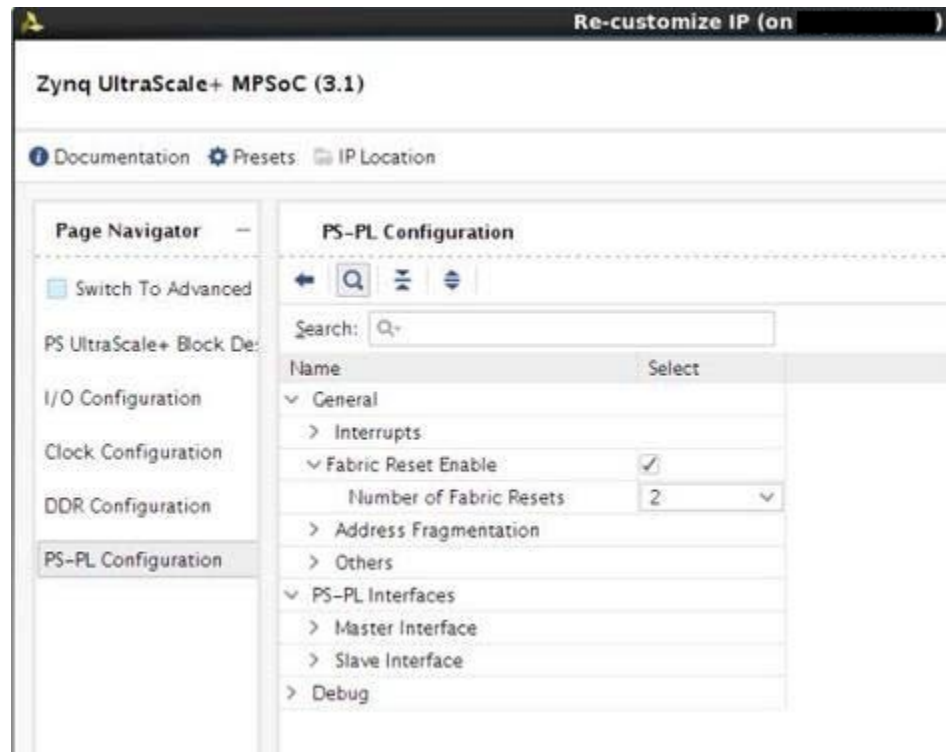 Re-customize IP (on )
Zynq UltraScale+ MPSoC (3.1)
Documentation Presets IP Location
Page Navigator
Switch To Advanced
PS UltraScale+ Block De
I/O Configuration
Clock Configuration
DDR Configuration
PS-PL Configuration
PS-PL Configuration
Search:
Name Select
General
Interrupts
Fabric Reset Enable
Number of Fabric Resets 2
Address Fragmentation
Others
PS-PL Interfaces
Master Interface
Slave Interface
Debug